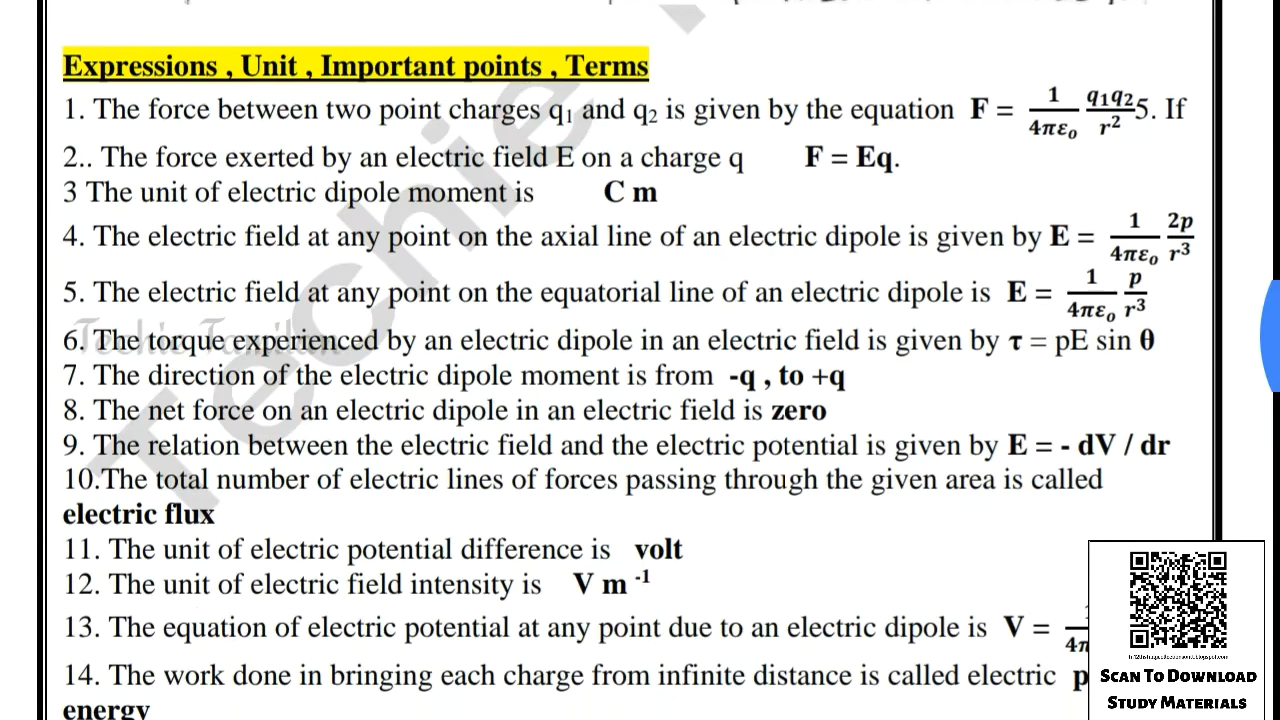 Expressions , Unit , Important points , Terms
1. The force between two point charges q₁ and q₂ is given by the equation F = 1/4πεₒ q₁q₂/r² 5. If
2.. The force exerted by an electric field E on a charge q F = Eq.
3 The unit of electric dipole moment is C m
4. The electric field at any point on the axial line of an electric dipole is given by E = 1/4πεₒ 2p/r³
5. The electric field at any point on the equatorial line of an electric dipole is E = 1/4πεₒ p/r³
6. The torque experienced by an electric dipole in an electric field is given by τ = pE sin θ
7. The direction of the electric dipole moment is from -q , to +q
8. The net force on an electric dipole in an electric field is zero
9. The relation between the electric field and the electric potential is given by E = - dV / dr
10.The total number of electric lines of forces passing through the given area is called
electric flux
11. The unit of electric potential difference is volt
12. The unit of electric field intensity is V m ⁻¹
13. The equation of electric potential at any point due to an electric dipole is V =
14. The work done in bringing each charge from infinite distance is called electric p
energy
Techie
SCAN TO DOWNLOAD
STUDY MATERIALS